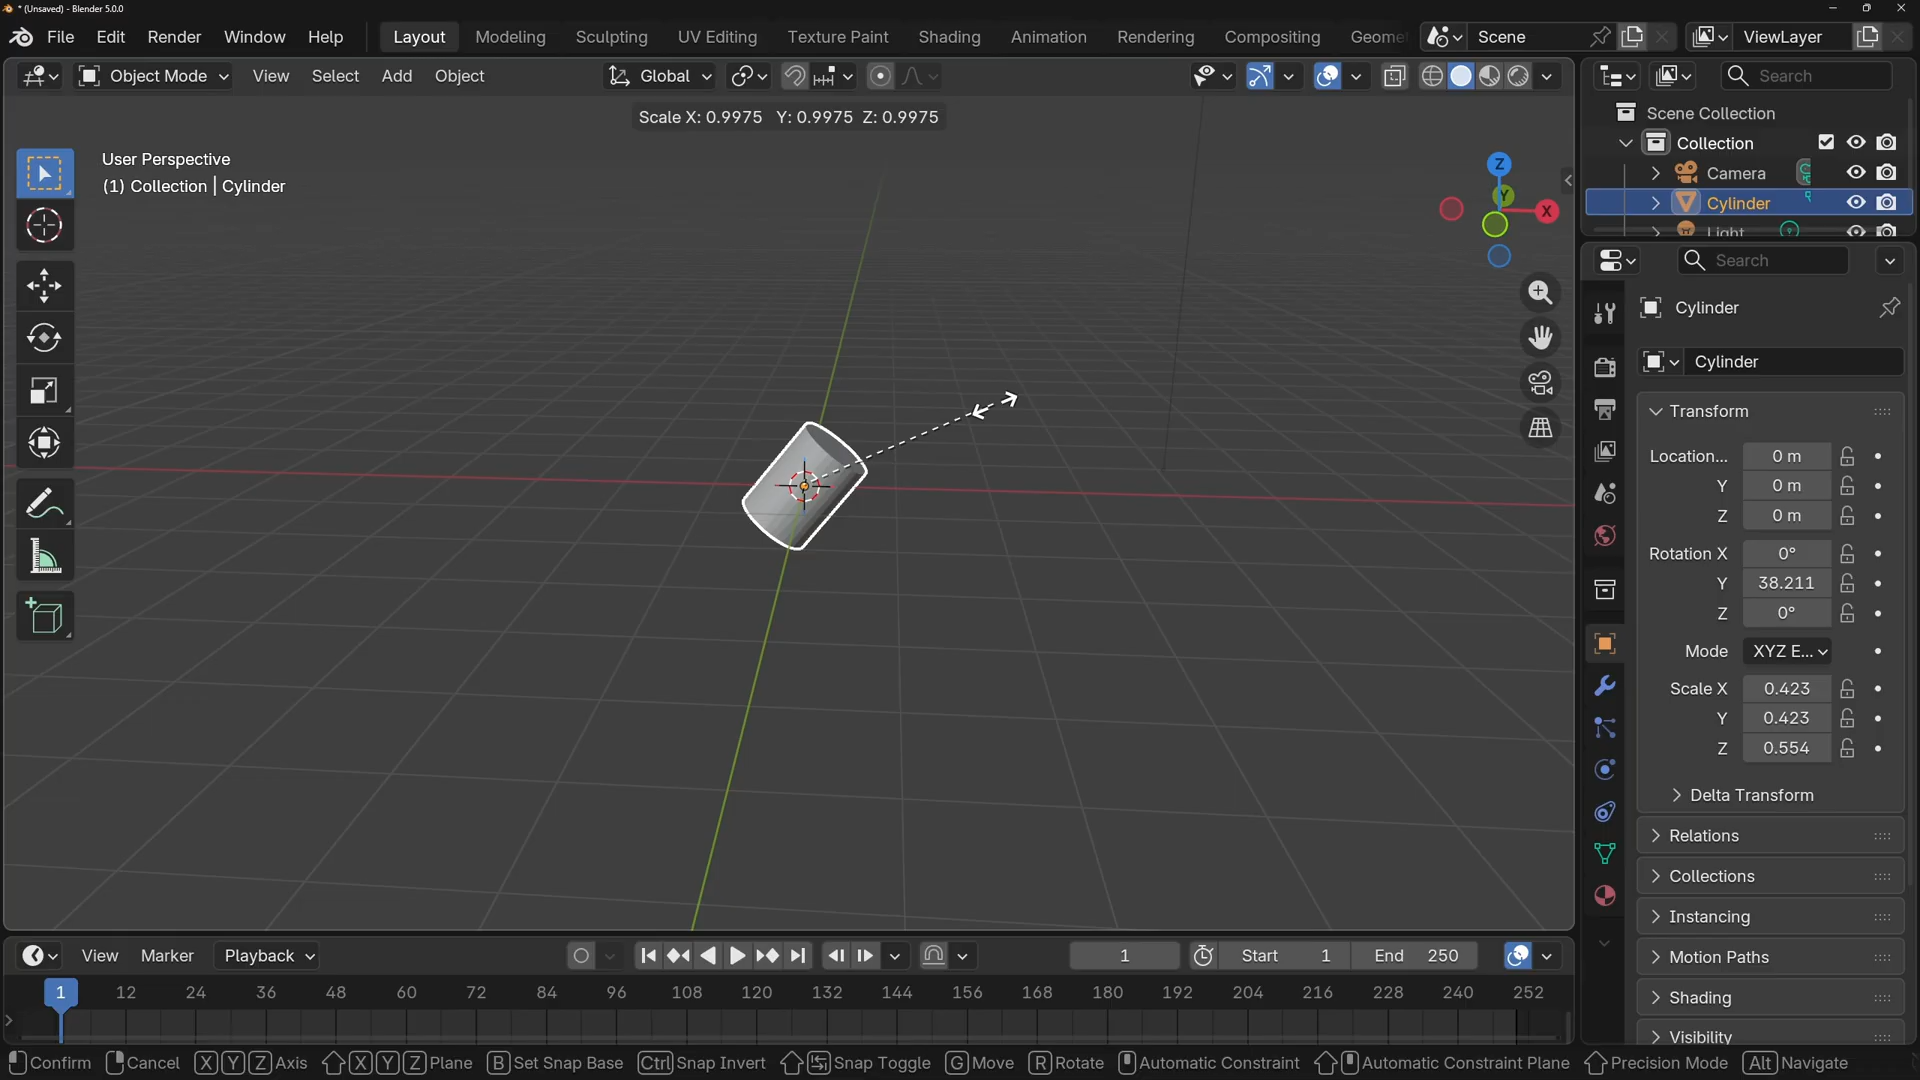 * (Unsaved) - Blender 5.0.0
File Edit Render Window Help Layout Modeling Sculpting UV Editing Texture Paint Shading Animation Rendering Compositing Geome Scene ViewLayer
Object Mode View Select Add Object Global Search
Scale X: 0.9975 Y: 0.9975 Z: 0.9975
User Perspective
(1) Collection | Cylinder
Z
Y
X
Scene Collection
Collection
Camera
Cylinder
Light
Search
Cylinder
Cylinder
Transform
Location... 0 m
Y 0 m
Z 0 m
Rotation X 0°
Y 38.211
Z 0°
Mode XYZ E...
Scale X 0.423
Y 0.423
Z 0.554
Delta Transform
Relations
Collections
Instancing
Motion Paths
Shading
Visibility
View Marker Playback 1 Start 1 End 250
1 12 24 36 48 60 72 84 96 108 120 132 144 156 168 180 192 204 216 228 240 252
Confirm Cancel X Y Z Axis X Y Z Plane B Set Snap Base Ctrl Snap Invert Snap Toggle G Move R Rotate Automatic Constraint Automatic Constraint Plane Precision Mode Alt Navigate